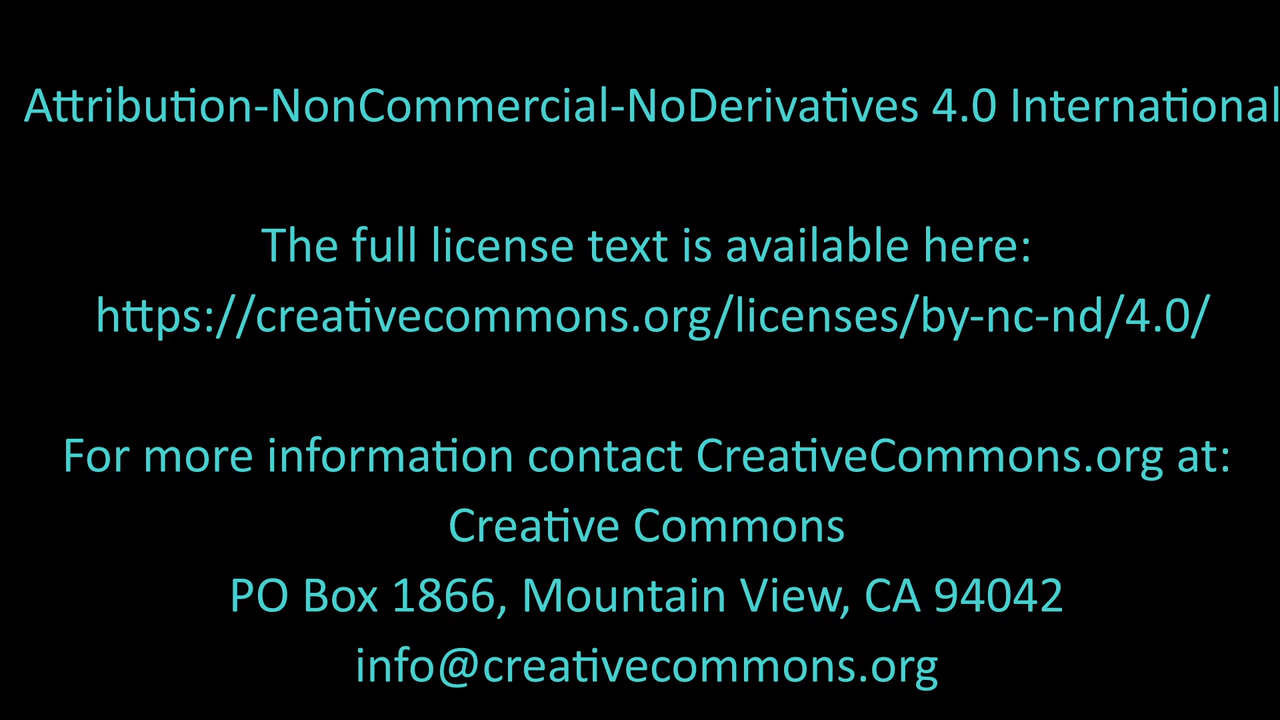 Attribution-NonCommercial-NoDerivatives 4.0 International
The full license text is available here:
https://creativecommons.org/licenses/by-nc-nd/4.0/
For more information contact CreativeCommons.org at:
Creative Commons
PO Box 1866, Mountain View, CA 94042
info@creativecommons.org